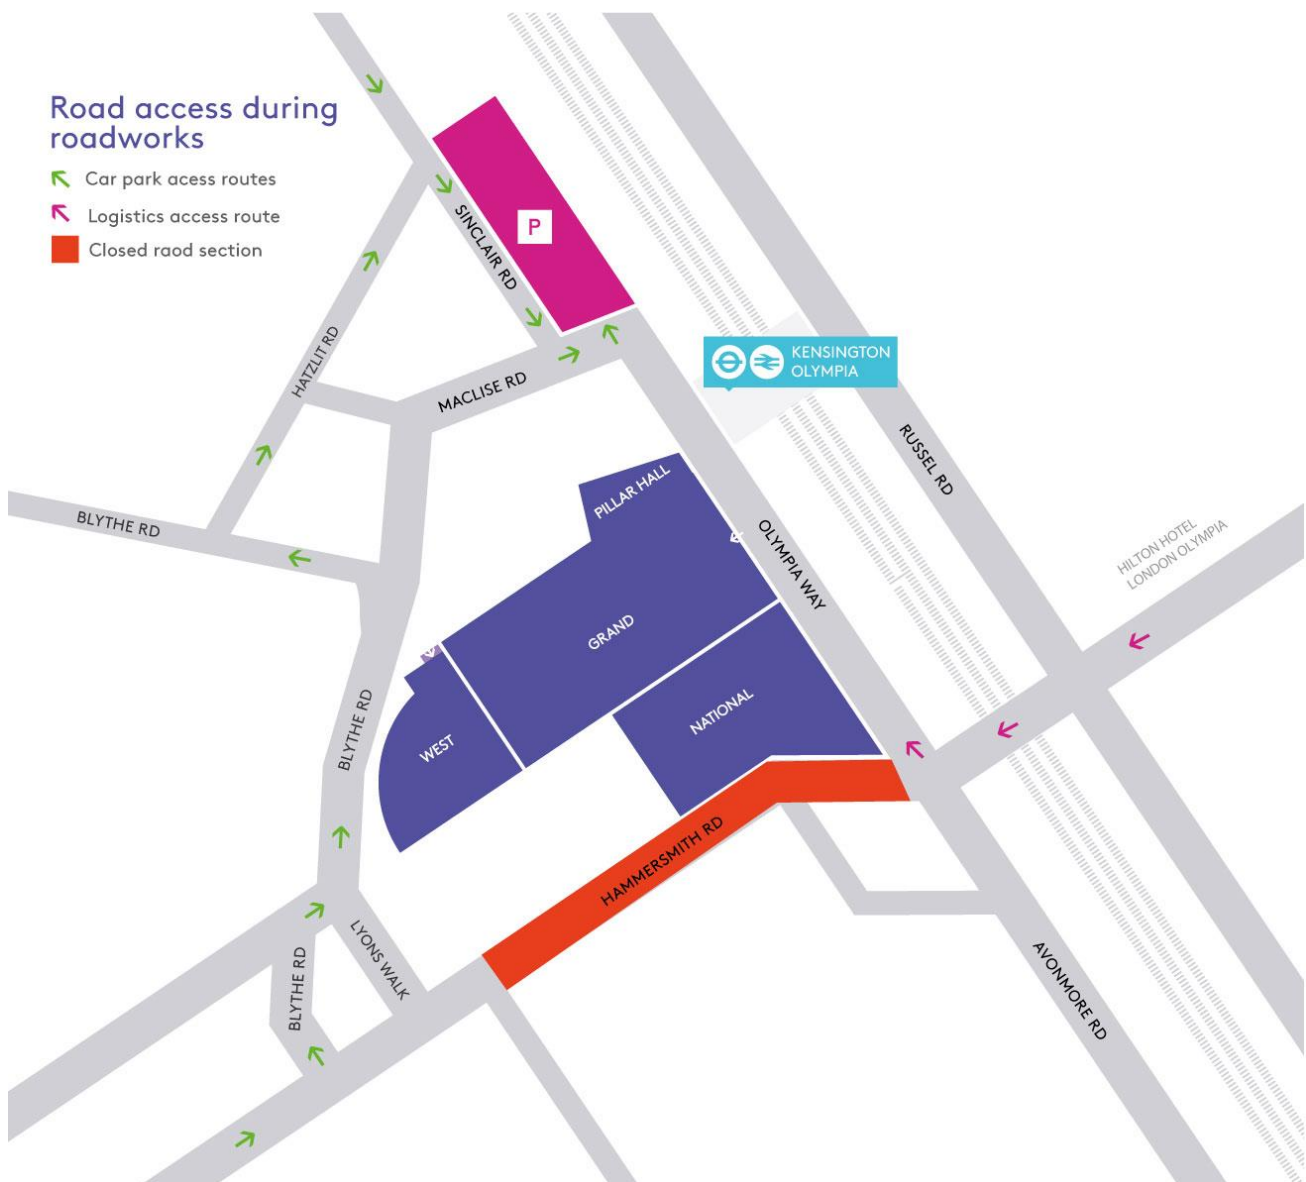 Road access during
roadworks
Car park acess routes
Logistics access route
Closed raod section
P
SINCLAIR RD
HATZLIT RD
MACLISE RD
KENSINGTON
OLYMPIA
RUSSEL RD
BLYTHE RD
PILLAR HALL
OLYMPIA WAY
HILTON HOTEL
LONDON OLYMPIA
GRAND
NATIONAL
WEST
BLYTHE RD
HAMMERSMITH RD
LYONS WALK
BLYTHE RD
AVONMORE RD